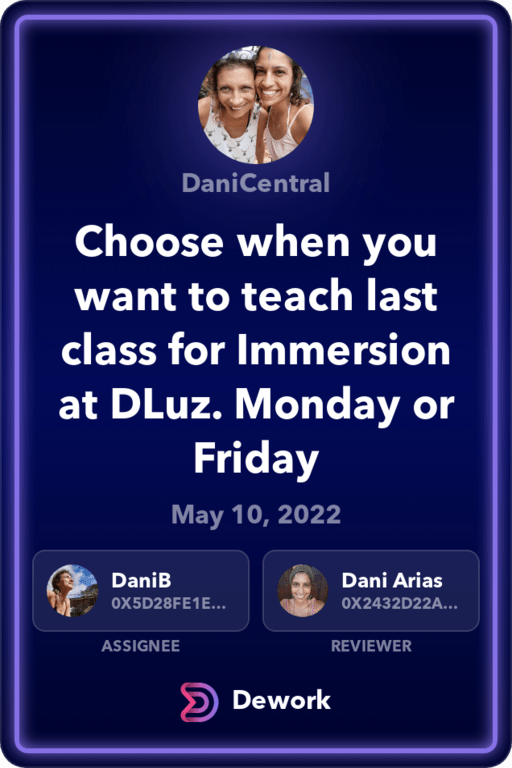 DaniCentral
Choose when you
want to teach last
class for Immersion
at DLuz. Monday or
Friday
May 10, 2022
DaniB
0X5D28FE1E...
Dani Arias
0X2432D22A...
ASSIGNEE
REVIEWER
Dework